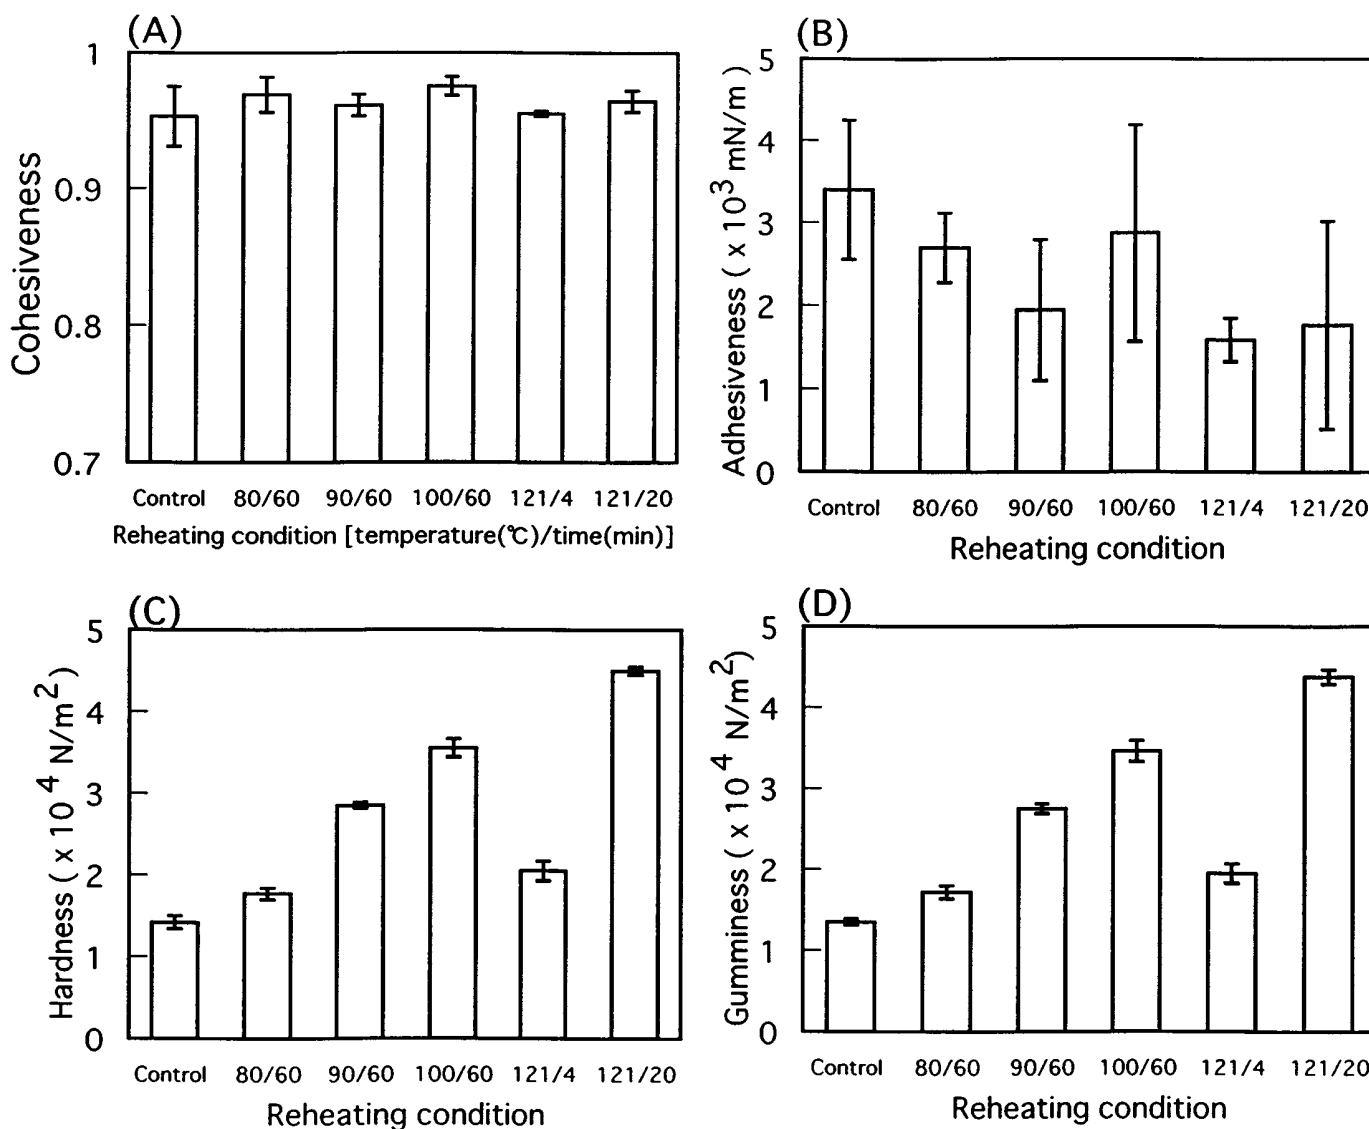 (A)
Cohesiveness
1
0.9
0.8
0.7
Control 80/60 90/60 100/60 121/4 121/20
Reheating condition [temperature(℃)/time(min)]
(B)
Adhesiveness ( x 10³ mN/m )
5
4
3
2
1
0
Control 80/60 90/60 100/60 121/4 121/20
Reheating condition
(C)
Hardness ( x 10⁴ N/m²)
5
4
3
2
1
0
Control 80/60 90/60 100/60 121/4 121/20
Reheating condition
(D)
Gumminess ( x 10⁴ N/m²)
5
4
3
2
1
0
Control 80/60 90/60 100/60 121/4 121/20
Reheating condition